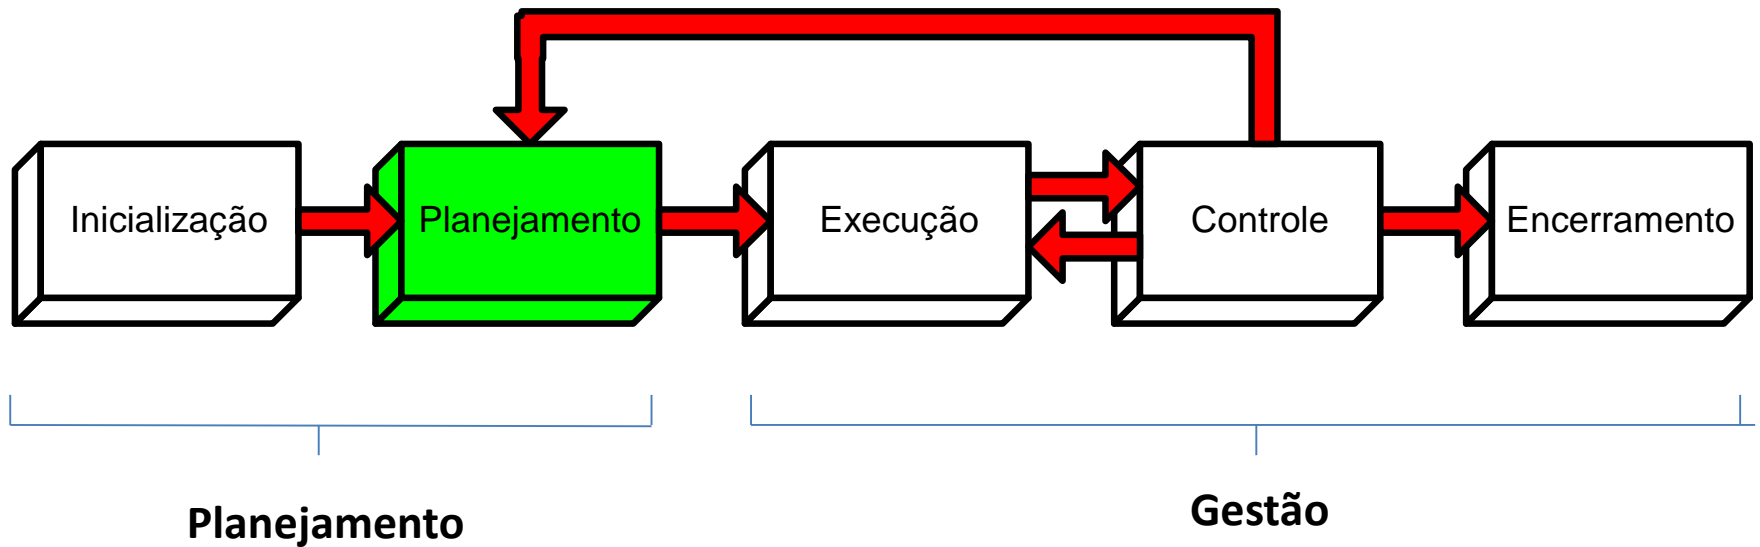 Inicialização
Planejamento
Execução
Controle
Encerramento
Planejamento
Gestão